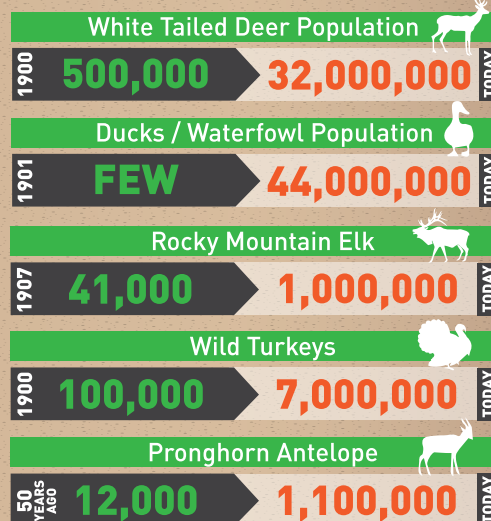 White Tailed Deer Population
1900 500,000 32,000,000 TODAY
Ducks / Waterfowl Population
1901 FEW 44,000,000 TODAY
Rocky Mountain Elk
1907 41,000 1,000,000 TODAY
Wild Turkeys
1900 100,000 7,000,000 TODAY
Pronghorn Antelope
50 YEARS AGO 12,000 1,100,000 TODAY